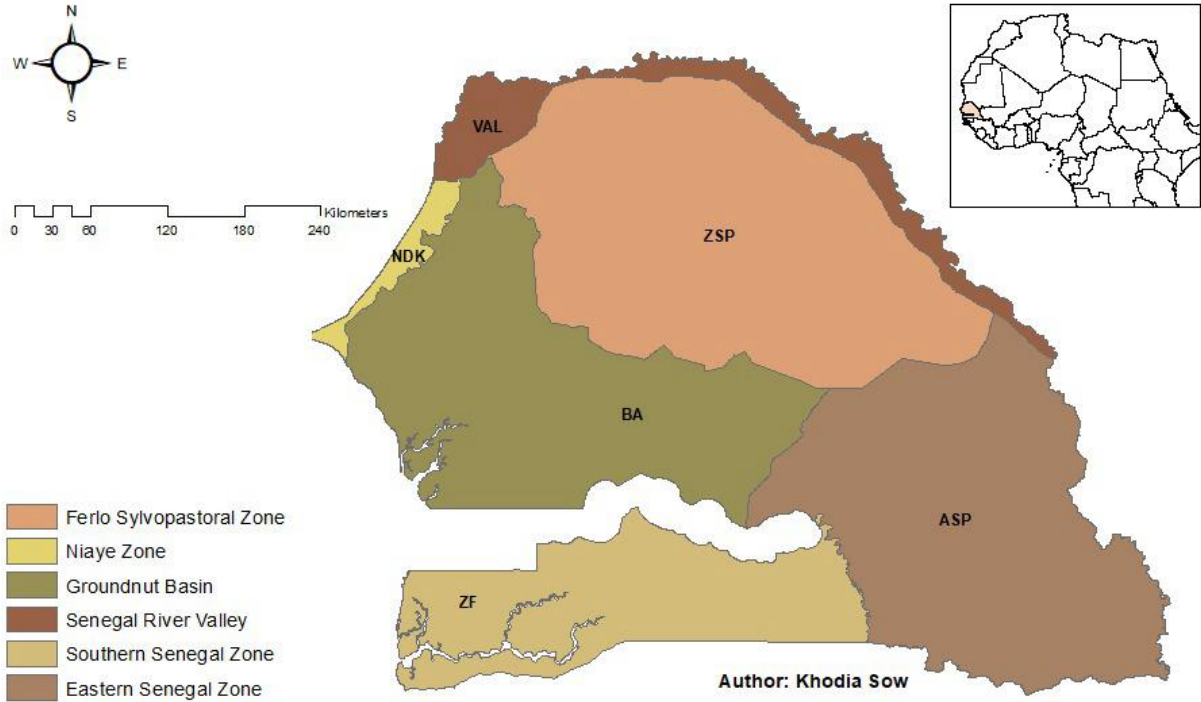 N
W E
S
VAL
Kilometers
0 30 60 120 180 240
NDK
ZSP
BA
ASP
ZF
Ferlo Sylvopastoral Zone
Niaye Zone
Groundnut Basin
Senegal River Valley
Southern Senegal Zone
Eastern Senegal Zone
Author: Khodia Sow